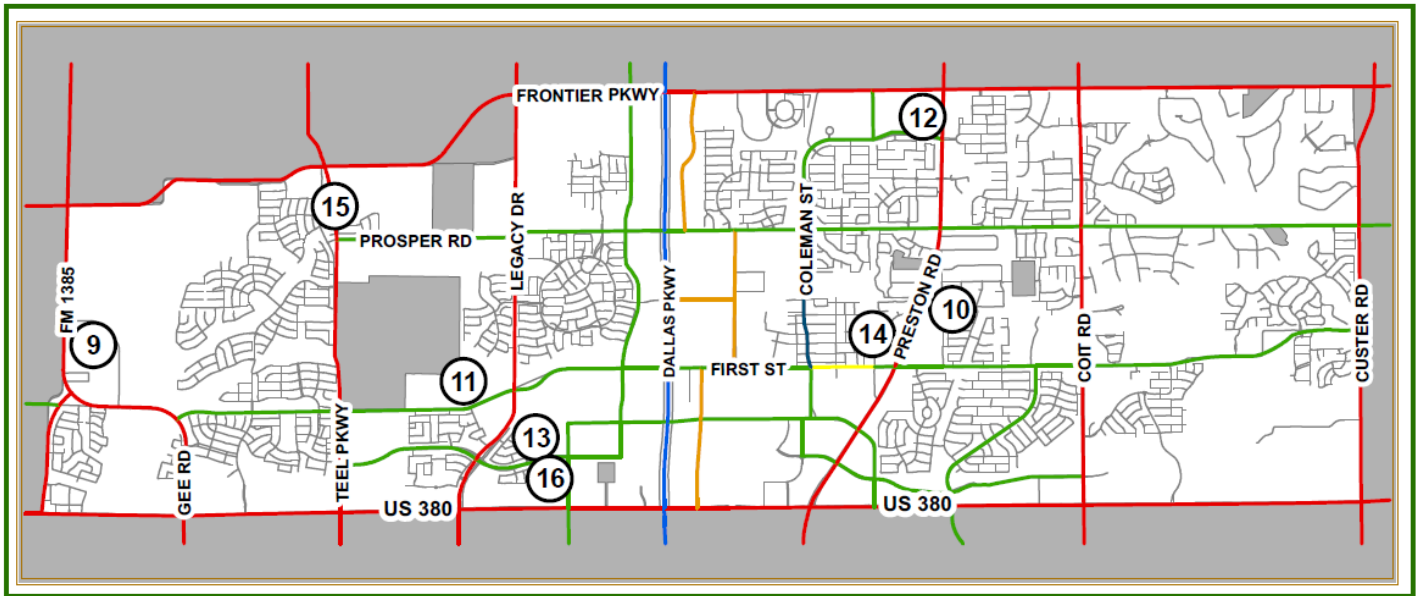 FRONTIER PKWY
12
15
PROSPER RD
LEGACY DR
COLEMAN ST
FM 1385
DALLAS PKWY
PRESTON RD
10
9
14
COIT RD
CUSTER RD
11
FIRST ST
13
TEEL PKWY
GEE RD
16
US 380
US 380